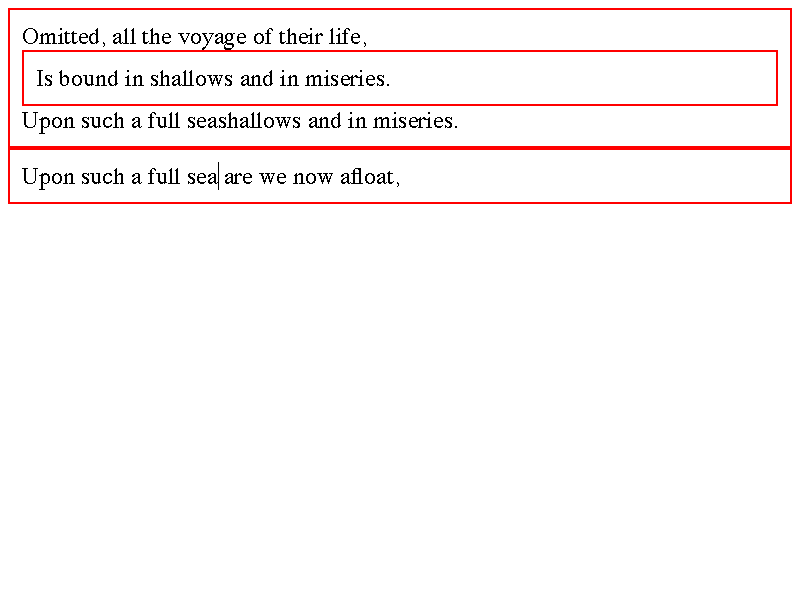 Omitted, all the voyage of their life,
Is bound in shallows and in miseries.
Upon such a full seashallows and in miseries.
Upon such a full sea are we now afloat,